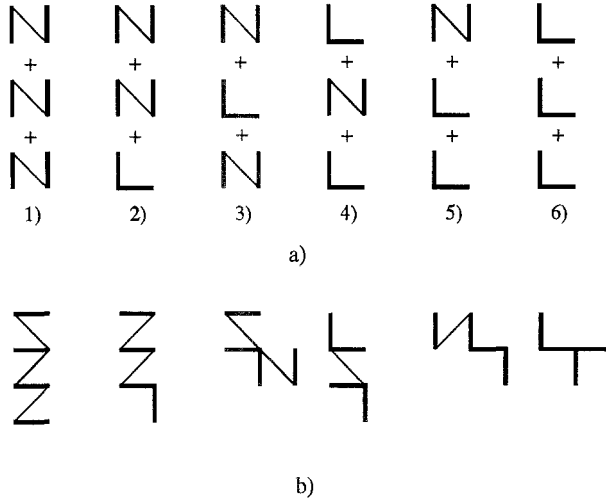 N N N L N L
+ + + + + +
N N L N L L
+ + + + + +
N L N L L L
1) 2) 3) 4) 5) 6)
a)
b)